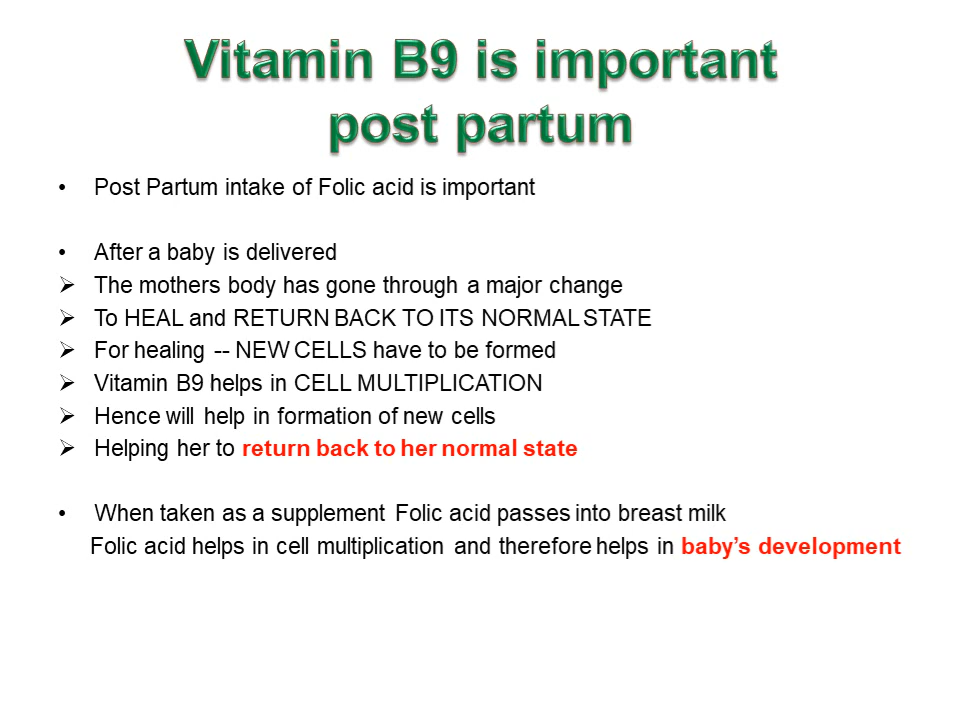 Vitamin B9 is important
post partum
• Post Partum intake of Folic acid is important
• After a baby is delivered
➢ The mothers body has gone through a major change
➢ To HEAL and RETURN BACK TO ITS NORMAL STATE
➢ For healing -- NEW CELLS have to be formed
➢ Vitamin B9 helps in CELL MULTIPLICATION
➢ Hence will help in formation of new cells
➢ Helping her to return back to her normal state
• When taken as a supplement Folic acid passes into breast milk
Folic acid helps in cell multiplication and therefore helps in baby’s development